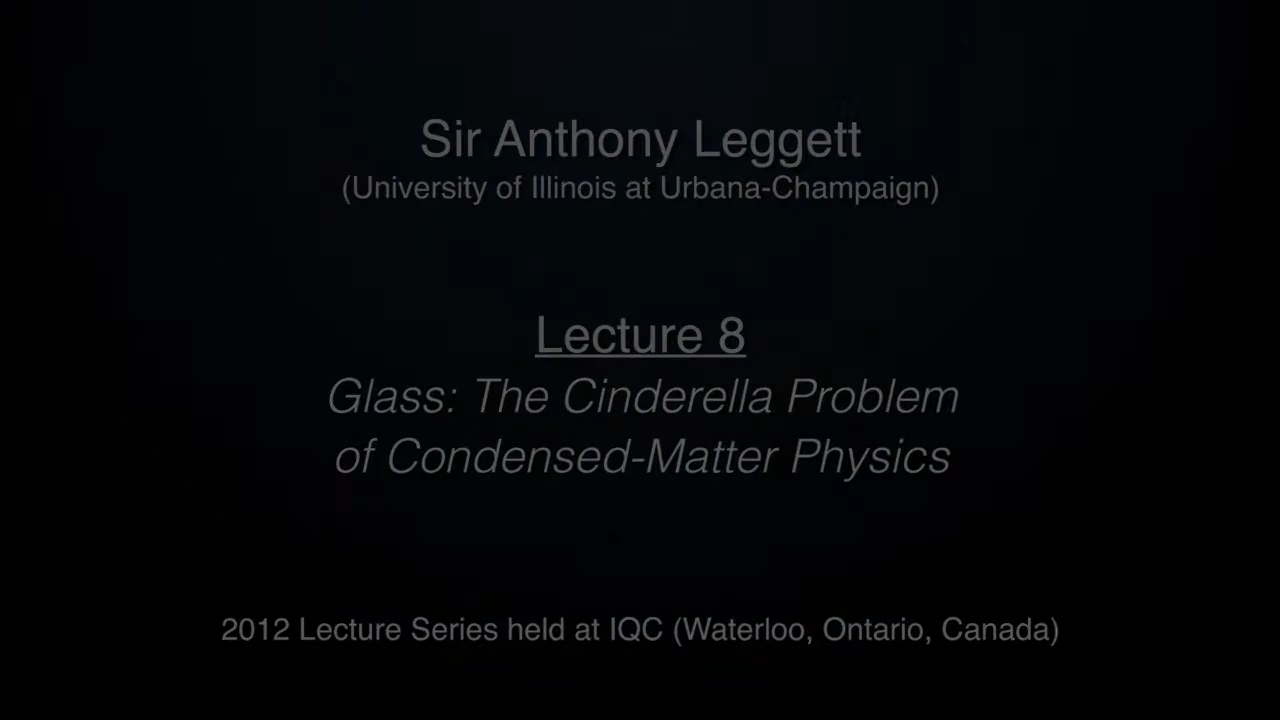 Sir Anthony Leggett
(University of Illinois at Urbana-Champaign)
Lecture 8
Glass: The Cinderella Problem
of Condensed-Matter Physics
2012 Lecture Series held at IQC (Waterloo, Ontario, Canada)